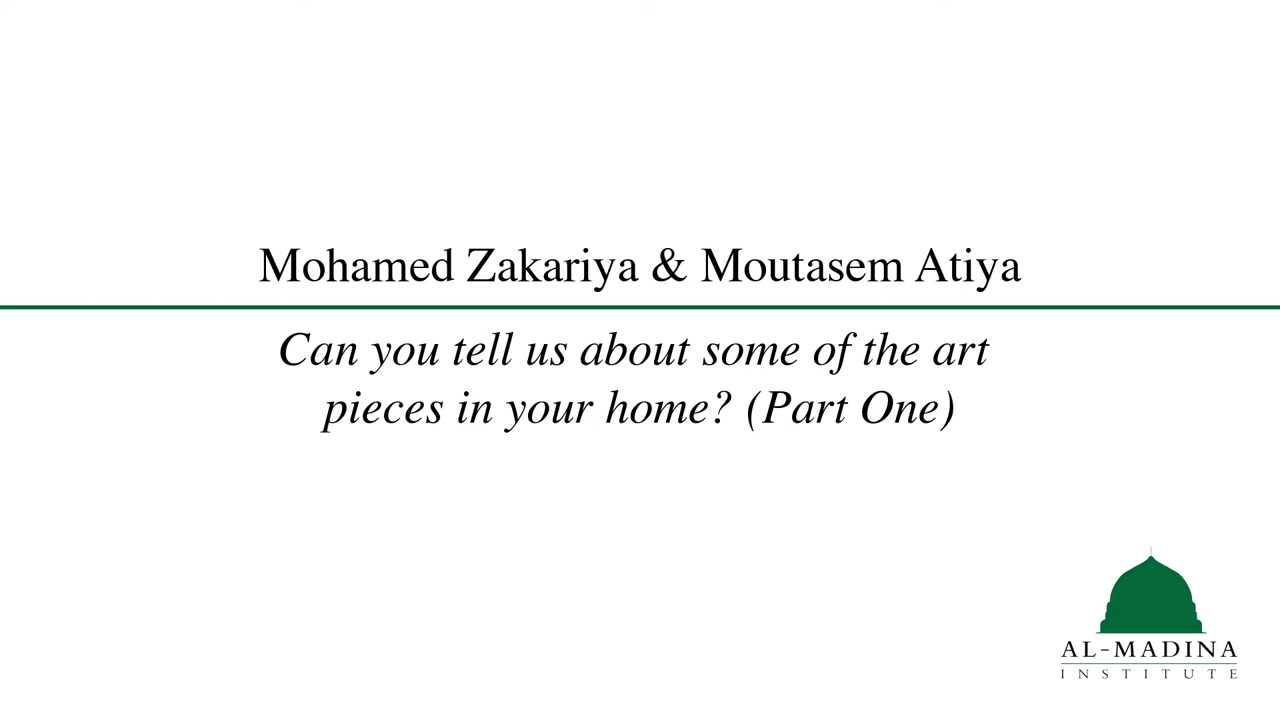 Mohamed Zakariya & Moutasem Atiya
Can you tell us about some of the art
pieces in your home? (Part One)
AL-MADINA
INSTITUTE